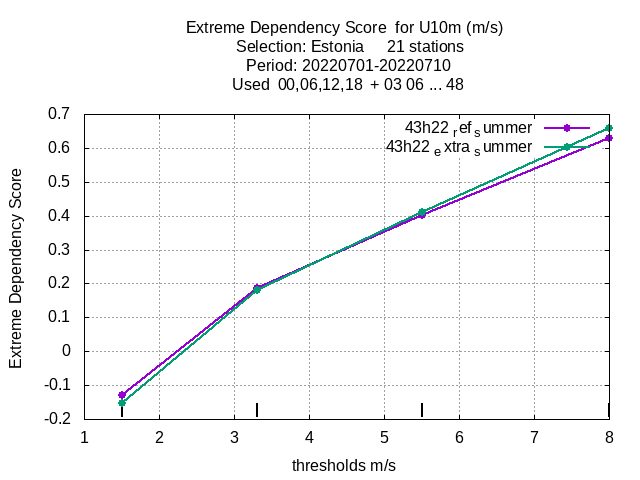 Extreme Dependency Score for U10m (m/s)
Selection: Estonia 21 stations
Period: 20220701-20220710
Used 00,06,12,18 + 03 06 ... 48
43h22 ref summer
43h22 extra summer
Extreme Dependency Score
0.7
0.6
0.5
0.4
0.3
0.2
0.1
0
-0.1
-0.2
1 2 3 4 5 6 7 8
thresholds m/s